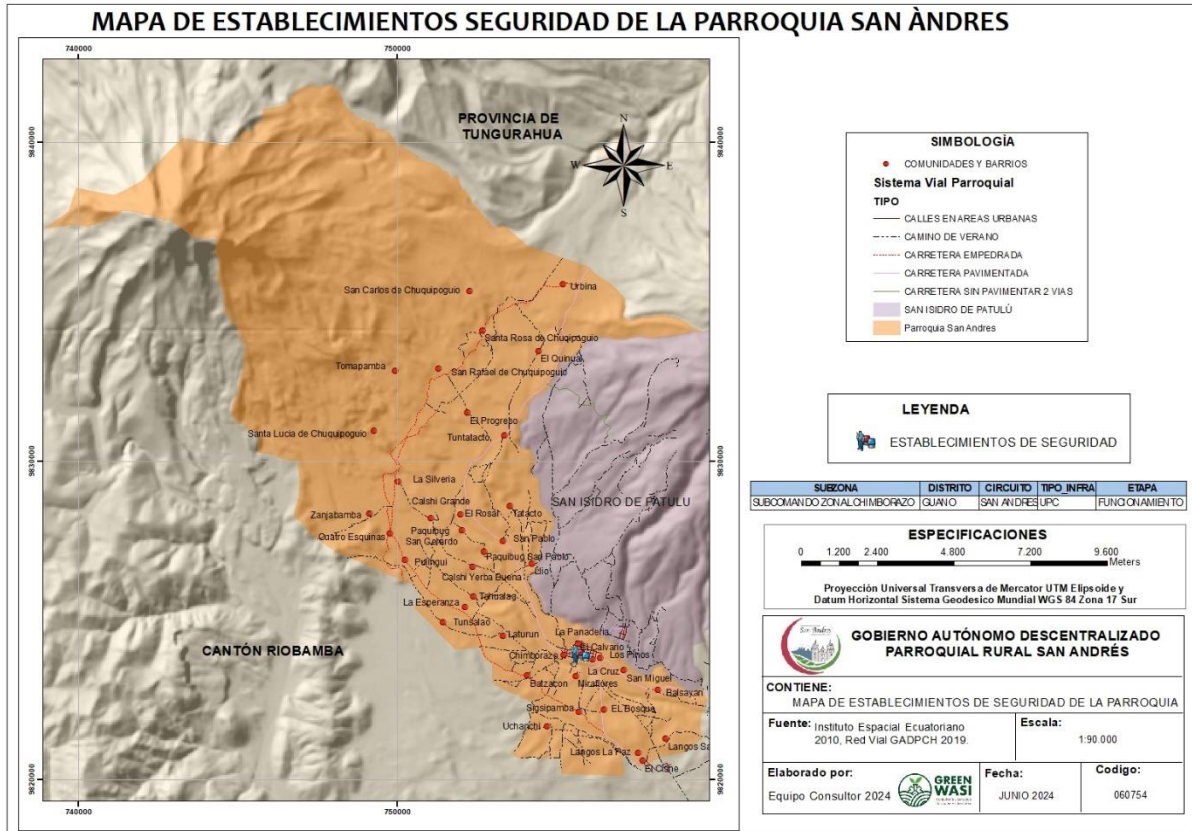 MAPA DE ESTABLECIMIENTOS SEGURIDAD DE LA PARROQUIA SAN ÀNDRES
740000
750000
PROVINCIA DE
TUNGURAHUA
N
W
E
S
9840000
9840000
San Carlos de Chuquipoguio
Urbina
Santa Rosa de Chuquipoguio
El Quinual
Tomapamba
San Rafael de Chuquipoguio
El Progreso
Santa Lucia de Chuquipoguio
Tuntatacto
9830000
9830000
La Silveria
Calshi Grande
SAN ISIDRO DE PATULU
Zanjabamba
El Rosal
Tatacto
Cuatro Esquinas
Paquibug
San Gerardo
San Pablo
Pulingui
Paquibug San Pablo
Calshi Yerba Buena
Llio
La Esperanza
Tahualag
Tunsalao
Laturun
La Panaderia
El Calvario
CANTÓN RIOBAMBA
Chimborazo
Los Pinos
La Cruz
San Miguel
Batzacon
Miraflores
Balsayan
Sigsipamba
EL Bosque
Uchanchi
Langos La Paz
Langos Sa
El Cisne
9820000
9820000
740000
750000
SIMBOLOGÍA
COMUNIDADES Y BARRIOS
Sistema Vial Parroquial
TIPO
CALLES EN AREAS URBANAS
CAMINO DE VERANO
CARRETERA EMPEDRADA
CARRETERA PAVIMENTADA
CARRETERA SIN PAVIMENTAR 2 VIAS
SAN ISIDRO DE PATULÚ
Parroquia San Andres
LEYENDA
ESTABLECIMIENTOS DE SEGURIDAD
SUBZONA DISTRITO CIRCUITO TIPO_INFRA ETAPA
SUBCOMANDO ZONAL CHIMBORAZO GUANO SAN ANDRES UPC FUNCIONAMIENTO
ESPECIFICACIONES
0 1.200 2.400 4.800 7.200 9.600
Meters
Proyección Universal Transversa de Mercator UTM Elipsoide y
Datum Horizontal Sistema Geodesico Mundial WGS 84 Zona 17 Sur
San Andrés
GOBIERNO AUTÓNOMO DESCENTRALIZADO
PARROQUIAL RURAL SAN ANDRÉS
CONTIENE:
MAPA DE ESTABLECIMIENTOS DE SEGURIDAD DE LA PARROQUIA
Fuente: Instituto Espacial Ecuatoriano
2010, Red Vial GADPCH 2019.
Escala:
1:90.000
Elaborado por:
Equipo Consultor 2024
GREEN
WASI
Fecha:
JUNIO 2024
Codigo:
060754